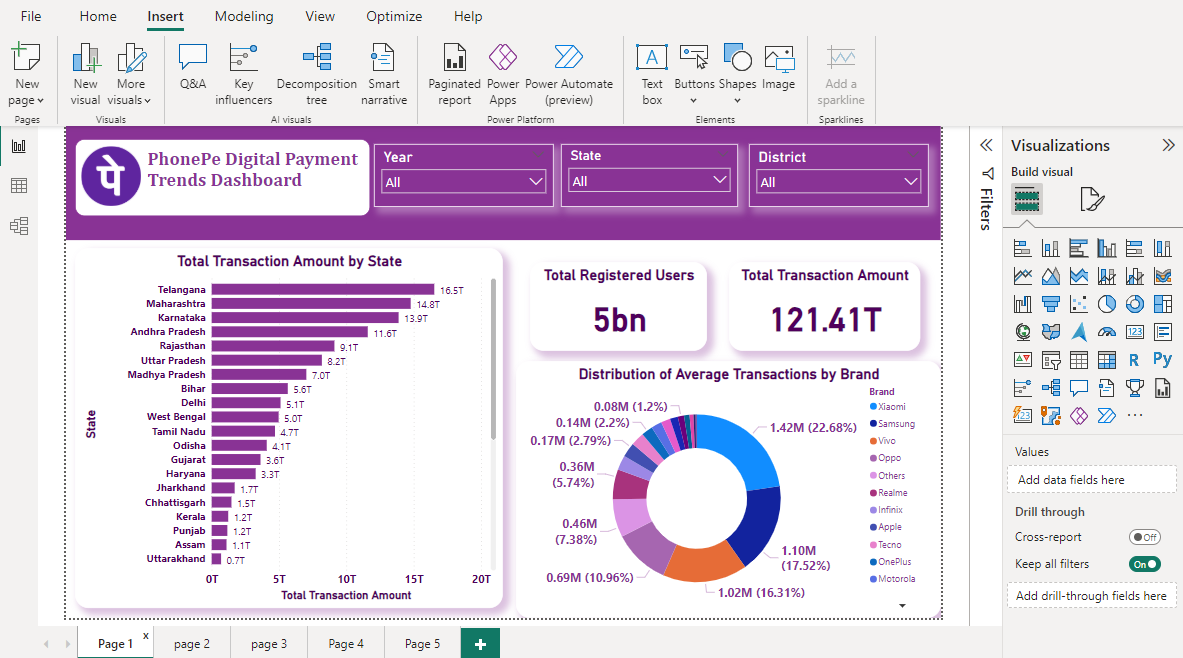 File Home Insert Modeling View Optimize Help
New page
New visual
More visuals
Q&A
Key influencers
Decomposition tree
Smart narrative
Paginated report
Power Apps
Power Automate (preview)
Text box
Buttons
Shapes
Image
Add a sparkline
Pages
Visuals
AI visuals
Power Platform
Elements
Sparklines
पे
PhonePe Digital Payment
Trends Dashboard
Year
All
State
All
District
All
Total Transaction Amount by State
State
Telangana 16.5T
Maharashtra 14.8T
Karnataka 13.9T
Andhra Pradesh 11.6T
Rajasthan 9.1T
Uttar Pradesh 8.2T
Madhya Pradesh 7.0T
Bihar 5.6T
Delhi 5.1T
West Bengal 5.0T
Tamil Nadu 4.7T
Odisha 4.1T
Gujarat 3.6T
Haryana 3.3T
Jharkhand 1.7T
Chhattisgarh 1.5T
Kerala 1.2T
Punjab 1.2T
Assam 1.1T
Uttarakhand 0.7T
0T 5T 10T 15T 20T
Total Transaction Amount
Total Registered Users
5bn
Total Transaction Amount
121.41T
Distribution of Average Transactions by Brand
0.08M (1.2%)
0.14M (2.2%)
0.17M (2.79%)
0.36M
(5.74%)
0.46M
(7.38%)
0.69M (10.96%)
1.42M (22.68%)
1.10M
(17.52%)
1.02M (16.31%)
Brand
Xiaomi
Samsung
Vivo
Oppo
Others
Realme
Infinix
Apple
Tecno
OnePlus
Motorola
Filters
Visualizations
Build visual
123
R
Py
123
Values
Add data fields here
Drill through
Cross-report Off
Keep all filters On
Add drill-through fields here
Page 1 x
page 2
page 3
Page 4
Page 5
+